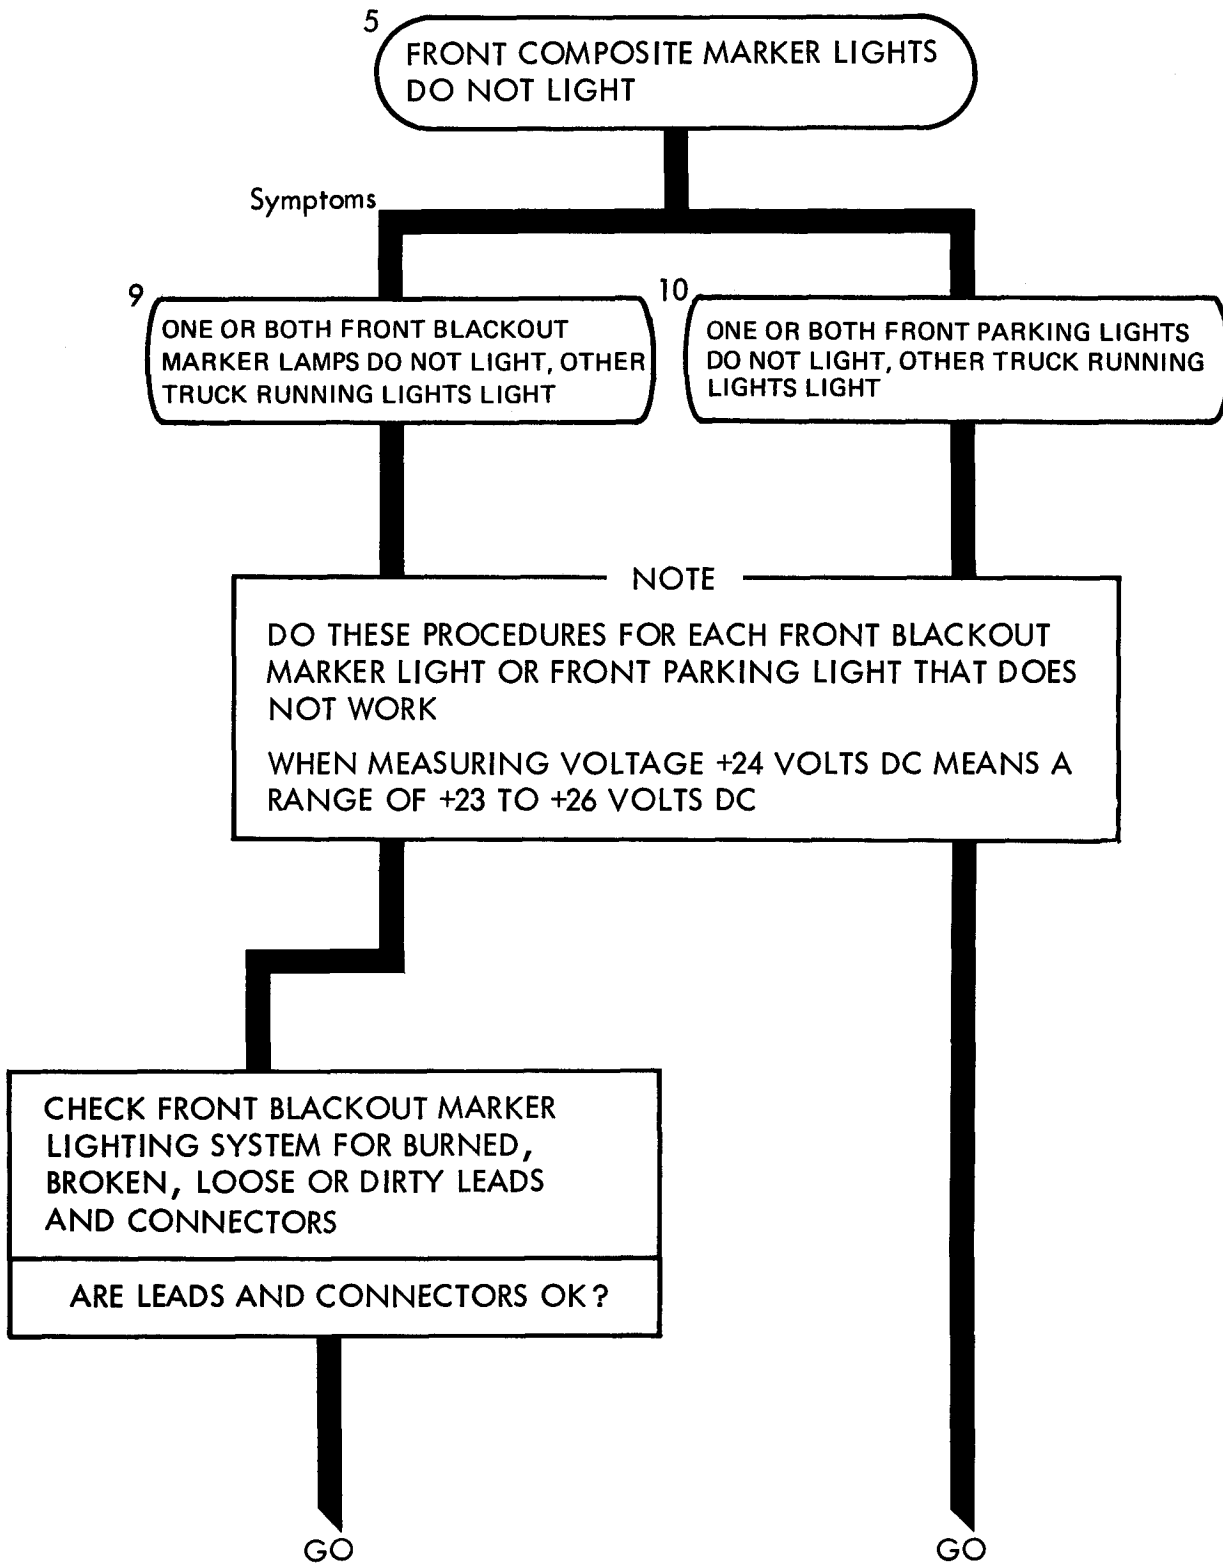 5
FRONT COMPOSITE MARKER LIGHTS
DO NOT LIGHT
Symptoms
9
ONE OR BOTH FRONT BLACKOUT
MARKER LAMPS DO NOT LIGHT, OTHER
TRUCK RUNNING LIGHTS LIGHT
10
ONE OR BOTH FRONT PARKING LIGHTS
DO NOT LIGHT, OTHER TRUCK RUNNING
LIGHTS LIGHT
NOTE
DO THESE PROCEDURES FOR EACH FRONT BLACKOUT
MARKER LIGHT OR FRONT PARKING LIGHT THAT DOES
NOT WORK
WHEN MEASURING VOLTAGE +24 VOLTS DC MEANS A
RANGE OF +23 TO +26 VOLTS DC
CHECK FRONT BLACKOUT MARKER
LIGHTING SYSTEM FOR BURNED,
BROKEN, LOOSE OR DIRTY LEADS
AND CONNECTORS
ARE LEADS AND CONNECTORS OK?
GO
GO